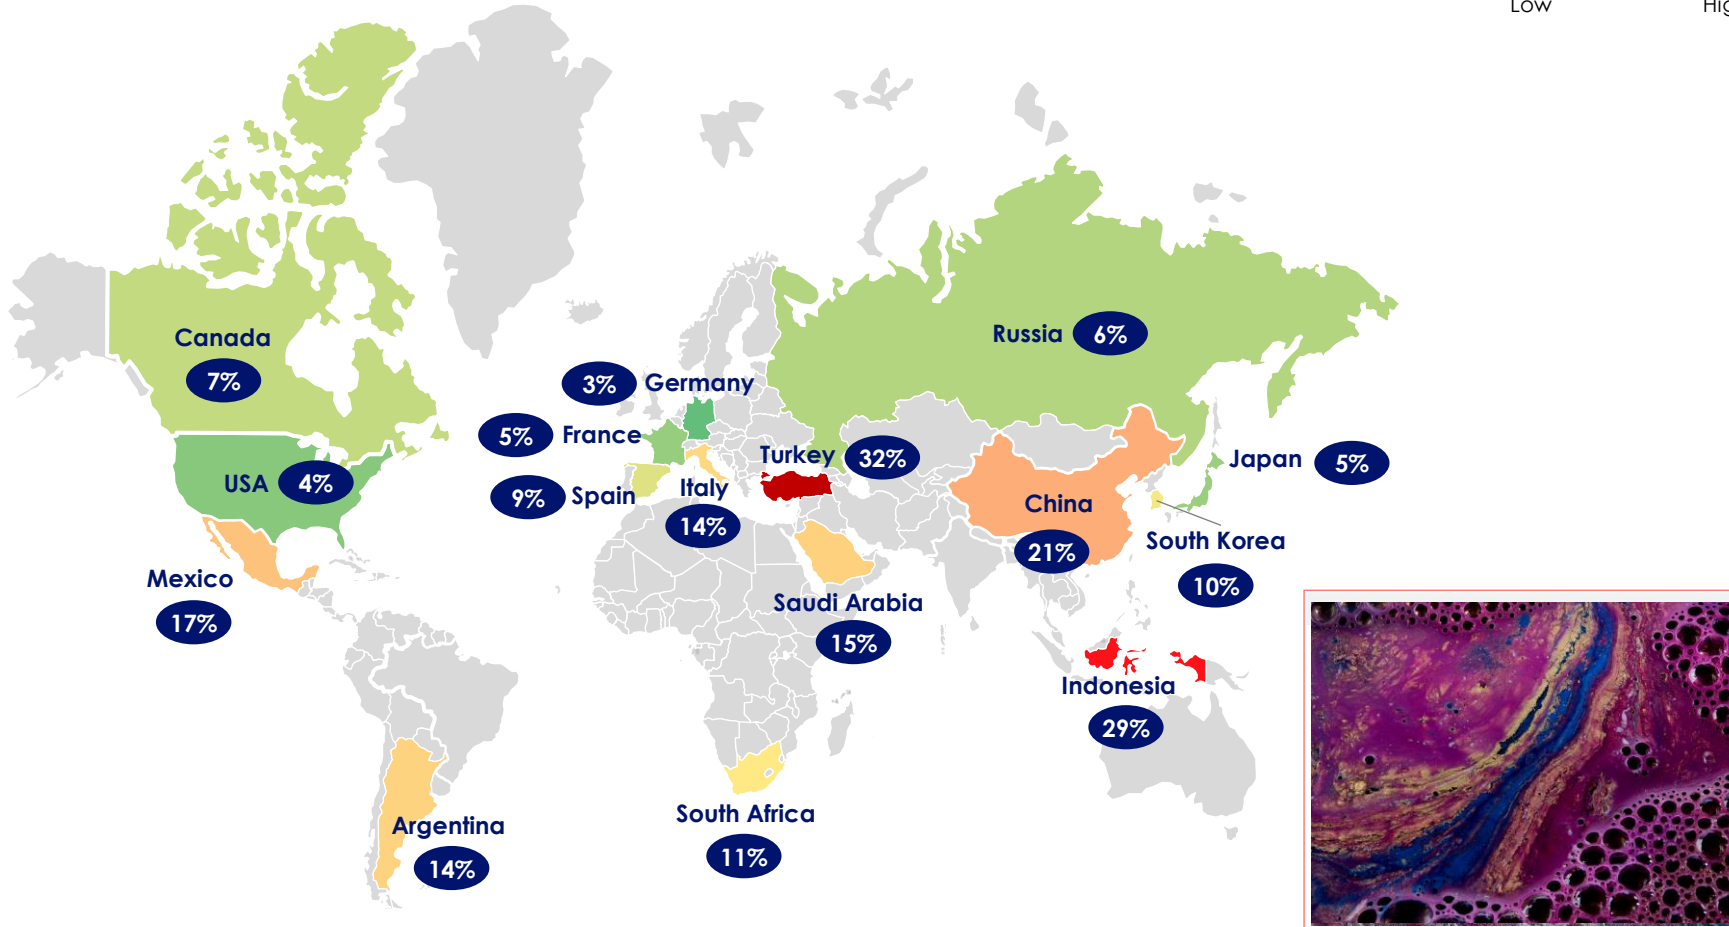 Low
Canada
7%
Russia
6%
3%
Germany
5%
France
Turkey
32%
Japan
5%
USA
4%
9%
Spain
Italy
14%
China
21%
South Korea
10%
Mexico
17%
Saudi Arabia
15%
Indonesia
29%
South Africa
11%
Argentina
14%